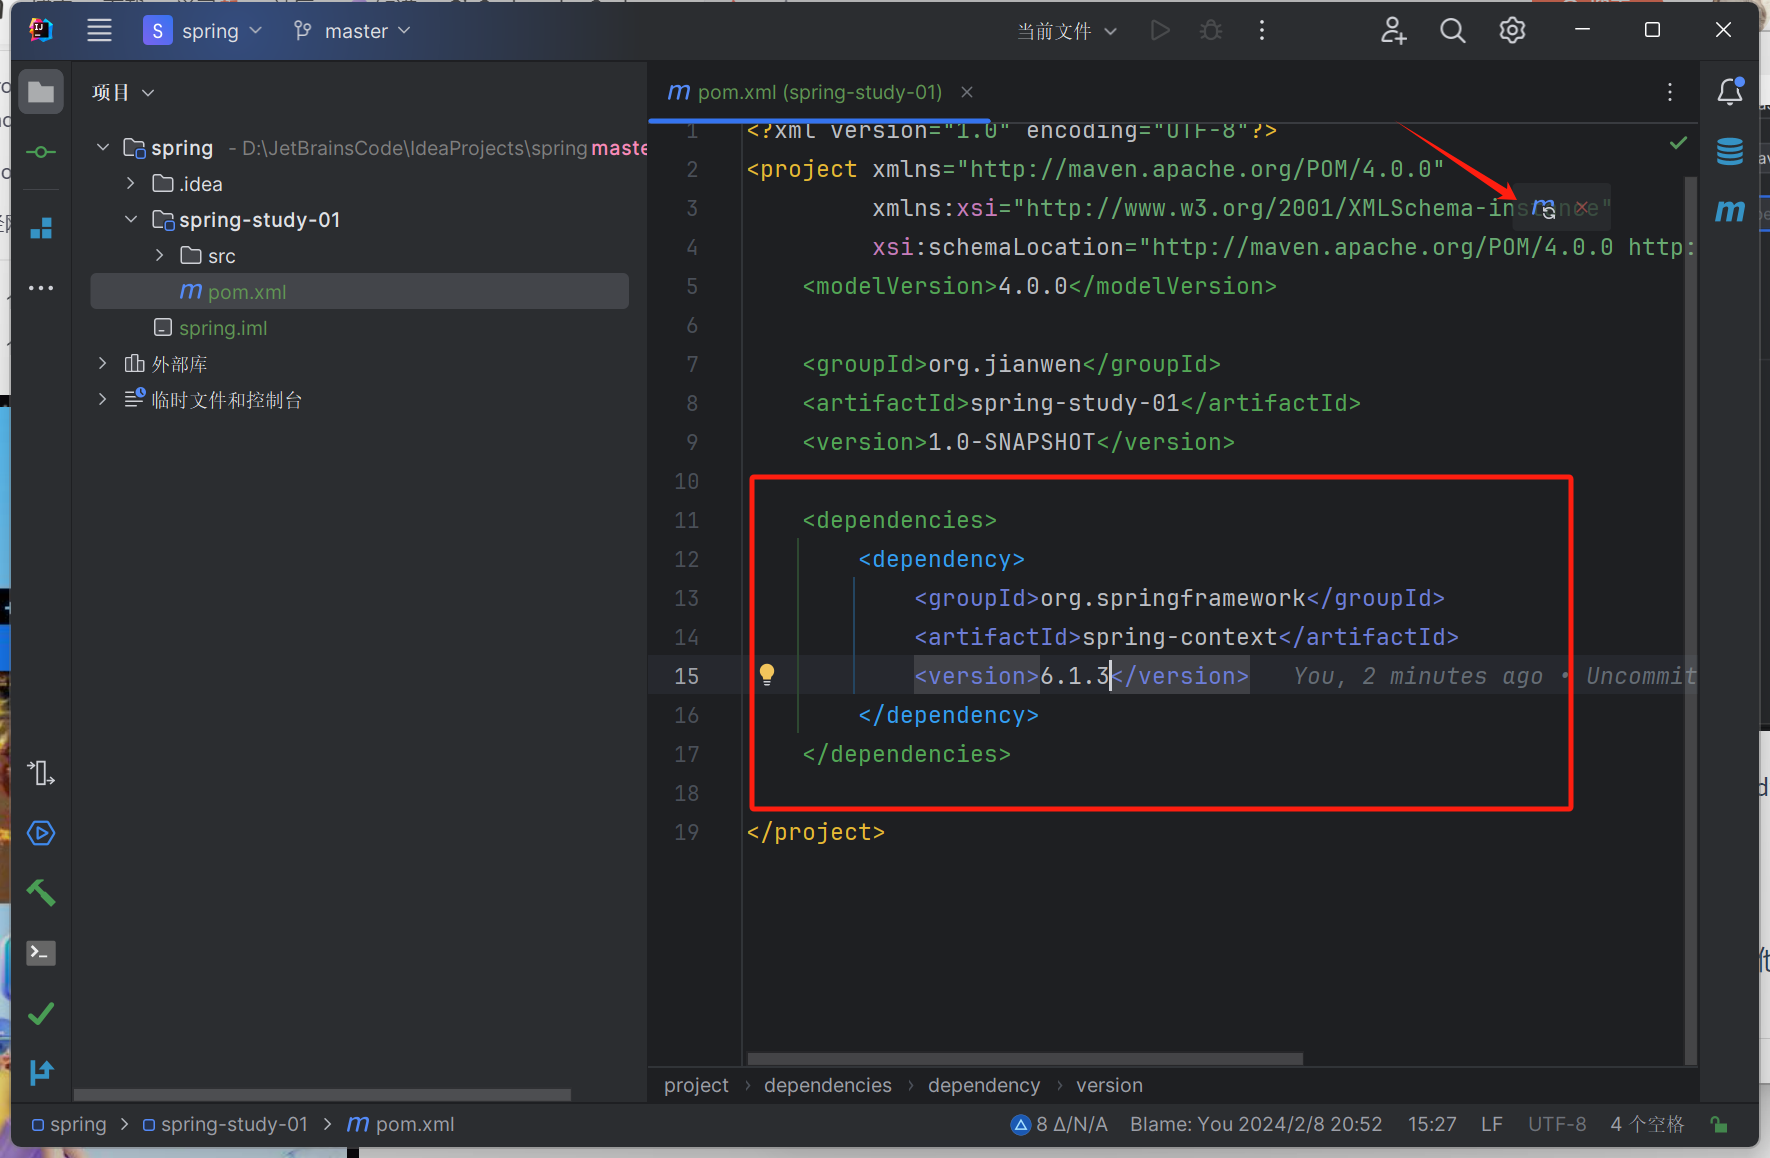 S spring master 当前文件
项目
spring - D:\JetBrainsCode\IdeaProjects\spring maste
.idea
spring-study-01
src
m pom.xml
spring.iml
外部库
临时文件和控制台
m pom.xml (spring-study-01)
1 <?xml version="1.0" encoding="UTF-8"?>
2 <project xmlns="http://maven.apache.org/POM/4.0.0"
3 xmlns:xsi="http://www.w3.org/2001/XMLSchema-instance"
4 xsi:schemaLocation="http://maven.apache.org/POM/4.0.0 http:
5 <modelVersion>4.0.0</modelVersion>
6
7 <groupId>org.jianwen</groupId>
8 <artifactId>spring-study-01</artifactId>
9 <version>1.0-SNAPSHOT</version>
10
11 <dependencies>
12 <dependency>
13 <groupId>org.springframework</groupId>
14 <artifactId>spring-context</artifactId>
15 <version>6.1.3</version> You, 2 minutes ago • Uncommit
16 </dependency>
17 </dependencies>
18
19 </project>
m
project › dependencies › dependency › version
spring > spring-study-01 > m pom.xml
8 Δ/N/A Blame: You 2024/2/8 20:52 15:27 LF UTF-8 4 个空格